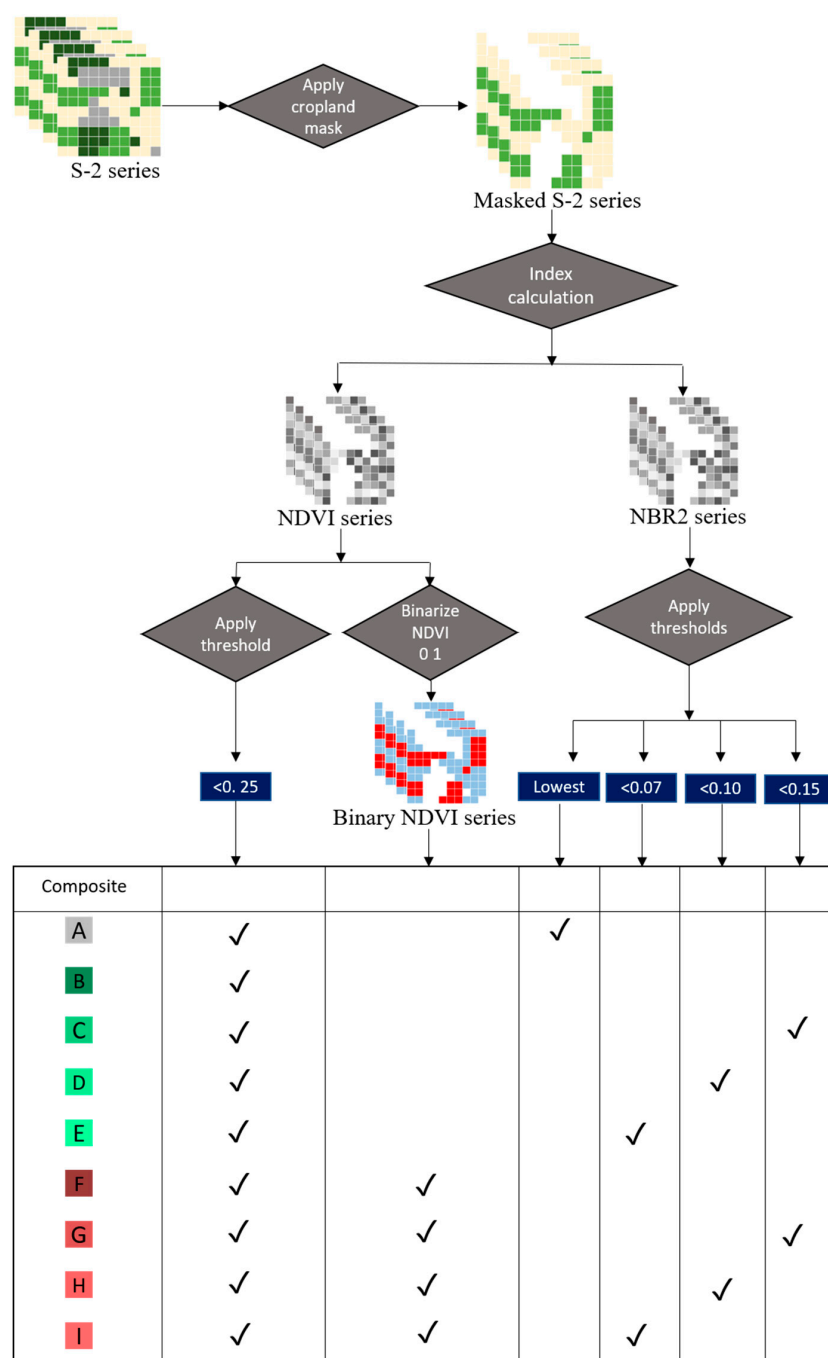 S-2 series
Apply
cropland
mask
Masked S-2 series
Index
calculation
NDVI series
NBR2 series
Apply
threshold
Binarize
NDVI
0 1
Apply
thresholds
<0. 25
Binary NDVI series
Lowest
<0.07
<0.10
<0.15
Composite
A ✓ ✓
B ✓
C ✓ ✓
D ✓ ✓
E ✓ ✓
F ✓ ✓
G ✓ ✓ ✓
H ✓ ✓ ✓
I ✓ ✓ ✓